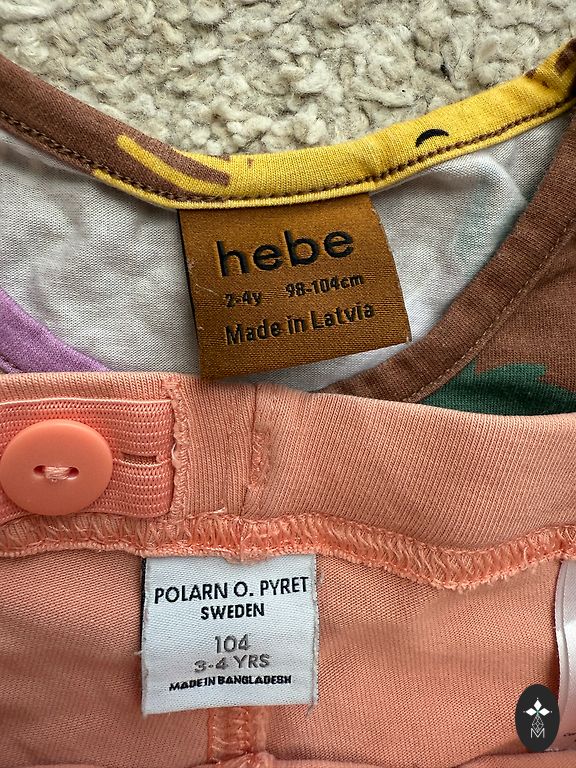 hebe
2-4y 98-104cm
Made in Latvia
POLARN O. PYRET
SWEDEN
104
3-4 YRS
MADE IN BANGLADESH
M